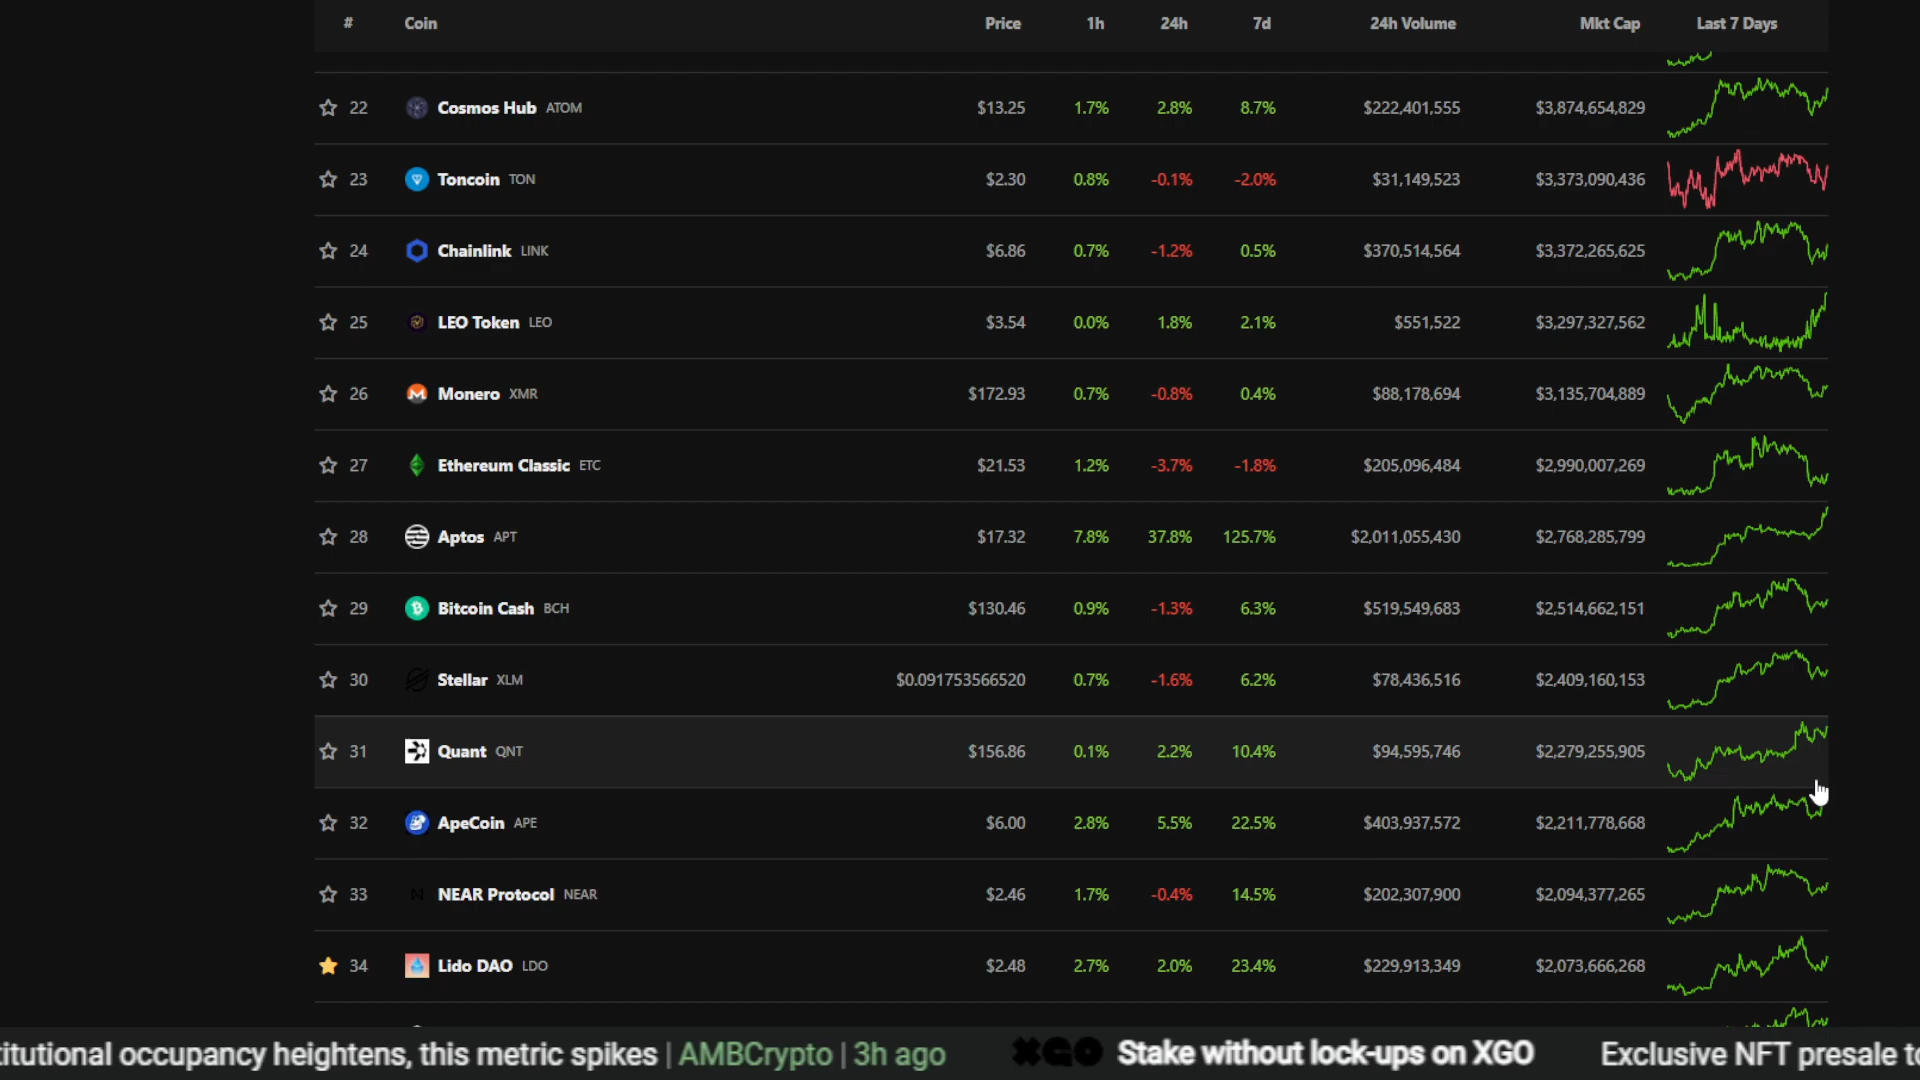 # Coin Price 1h 24h 7d 24h Volume Mkt Cap Last 7 Days
22 Cosmos Hub ATOM $13.25 1.7% 2.8% 8.7% $222,401,555 $3,874,654,829
23 Toncoin TON $2.30 0.8% -0.1% -2.0% $31,149,523 $3,373,090,436
24 Chainlink LINK $6.86 0.7% -1.2% 0.5% $370,514,564 $3,372,265,625
25 LEO Token LEO $3.54 0.0% 1.8% 2.1% $551,522 $3,297,327,562
26 Monero XMR $172.93 0.7% -0.8% 0.4% $88,178,694 $3,135,704,889
27 Ethereum Classic ETC $21.53 1.2% -3.7% -1.8% $205,096,484 $2,990,007,269
28 Aptos APT $17.32 7.8% 37.8% 125.7% $2,011,055,430 $2,768,285,799
29 Bitcoin Cash BCH $130.46 0.9% -1.3% 6.3% $519,549,683 $2,514,662,151
30 Stellar XLM $0.091753566520 0.7% -1.6% 6.2% $78,436,516 $2,409,160,153
31 Quant QNT $156.86 0.1% 2.2% 10.4% $94,595,746 $2,279,255,905
32 ApeCoin APE $6.00 2.8% 5.5% 22.5% $403,937,572 $2,211,778,668
33 NEAR Protocol NEAR $2.46 1.7% -0.4% 14.5% $202,307,900 $2,094,377,265
34 Lido DAO LDO $2.48 2.7% 2.0% 23.4% $229,913,349 $2,073,666,268
titutional occupancy heightens, this metric spikes | AMBCrypto | 3h ago XGO Stake without lock-ups on XGO Exclusive NFT presale to